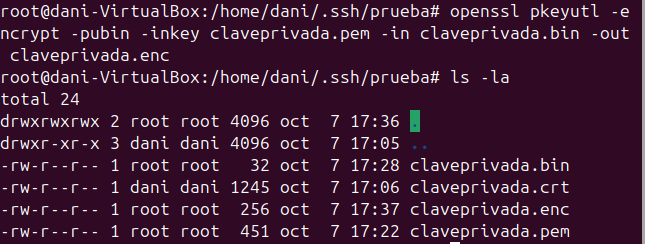 root@dani-VirtualBox:/home/dani/.ssh/prueba# openssl pkeyutl -e
ncrypt -pubin -inkey claveprivada.pem -in claveprivada.bin -out
 claveprivada.enc
root@dani-VirtualBox:/home/dani/.ssh/prueba# ls -la
total 24
drwxrwxrwx 2 root root 4096 oct  7 17:36 .
drwxr-xr-x 3 dani dani 4096 oct  7 17:05 ..
-rw-r--r-- 1 root root   32 oct  7 17:28 claveprivada.bin
-rw-r--r-- 1 dani dani 1245 oct  7 17:06 claveprivada.crt
-rw-r--r-- 1 root root  256 oct  7 17:37 claveprivada.enc
-rw-r--r-- 1 root root  451 oct  7 17:22 claveprivada.pem